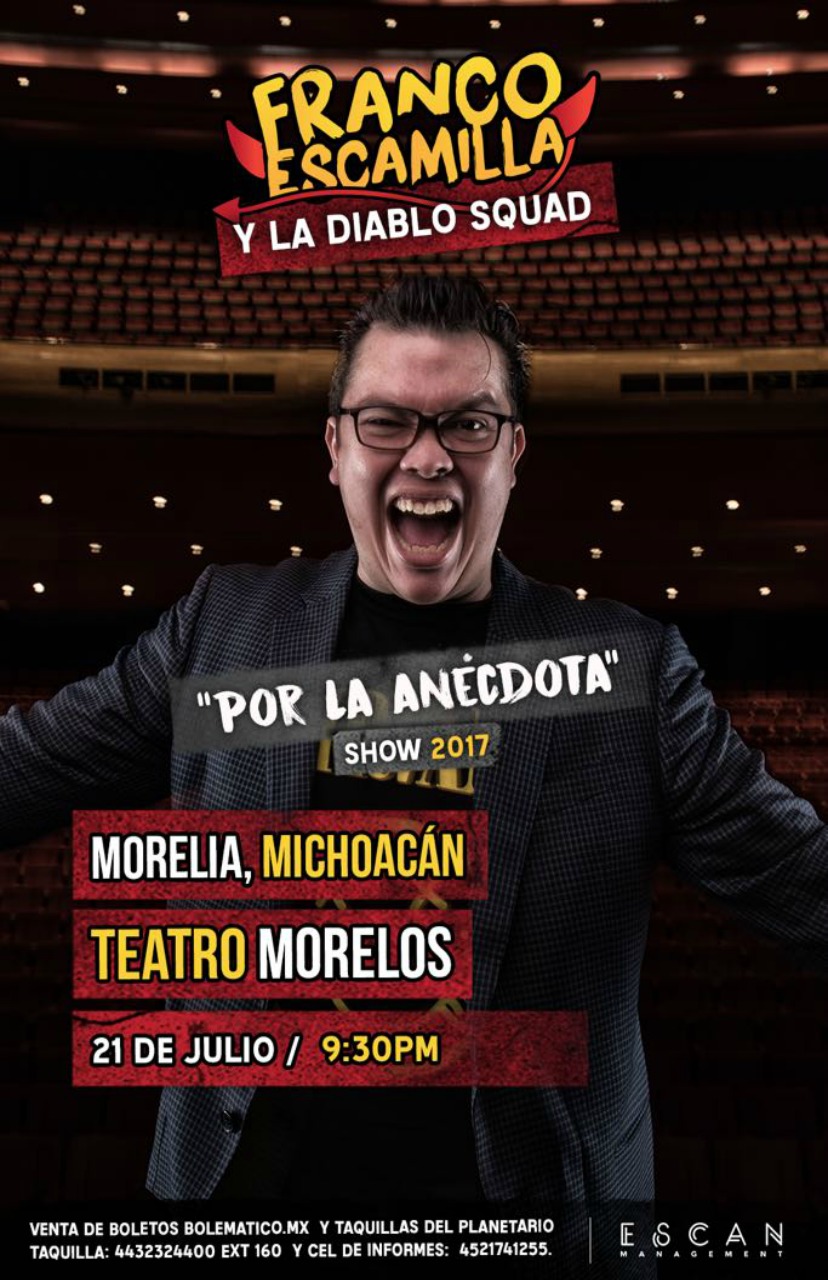 FRANCO
ESCAMILLA
Y LA DIABLO SQUAD
"POR LA ANÉCDOTA"
SHOW 2017
MORELIA, MICHOACÁN
TEATRO MORELOS
21 DE JULIO / 9:30PM
VENTA DE BOLETOS BOLEMATICO.MX Y TAQUILLAS DEL PLANETARIO
TAQUILLA: 4432324400 EXT 160 Y CEL DE INFORMES: 4521741255.
ESCAN
MANAGEMENT